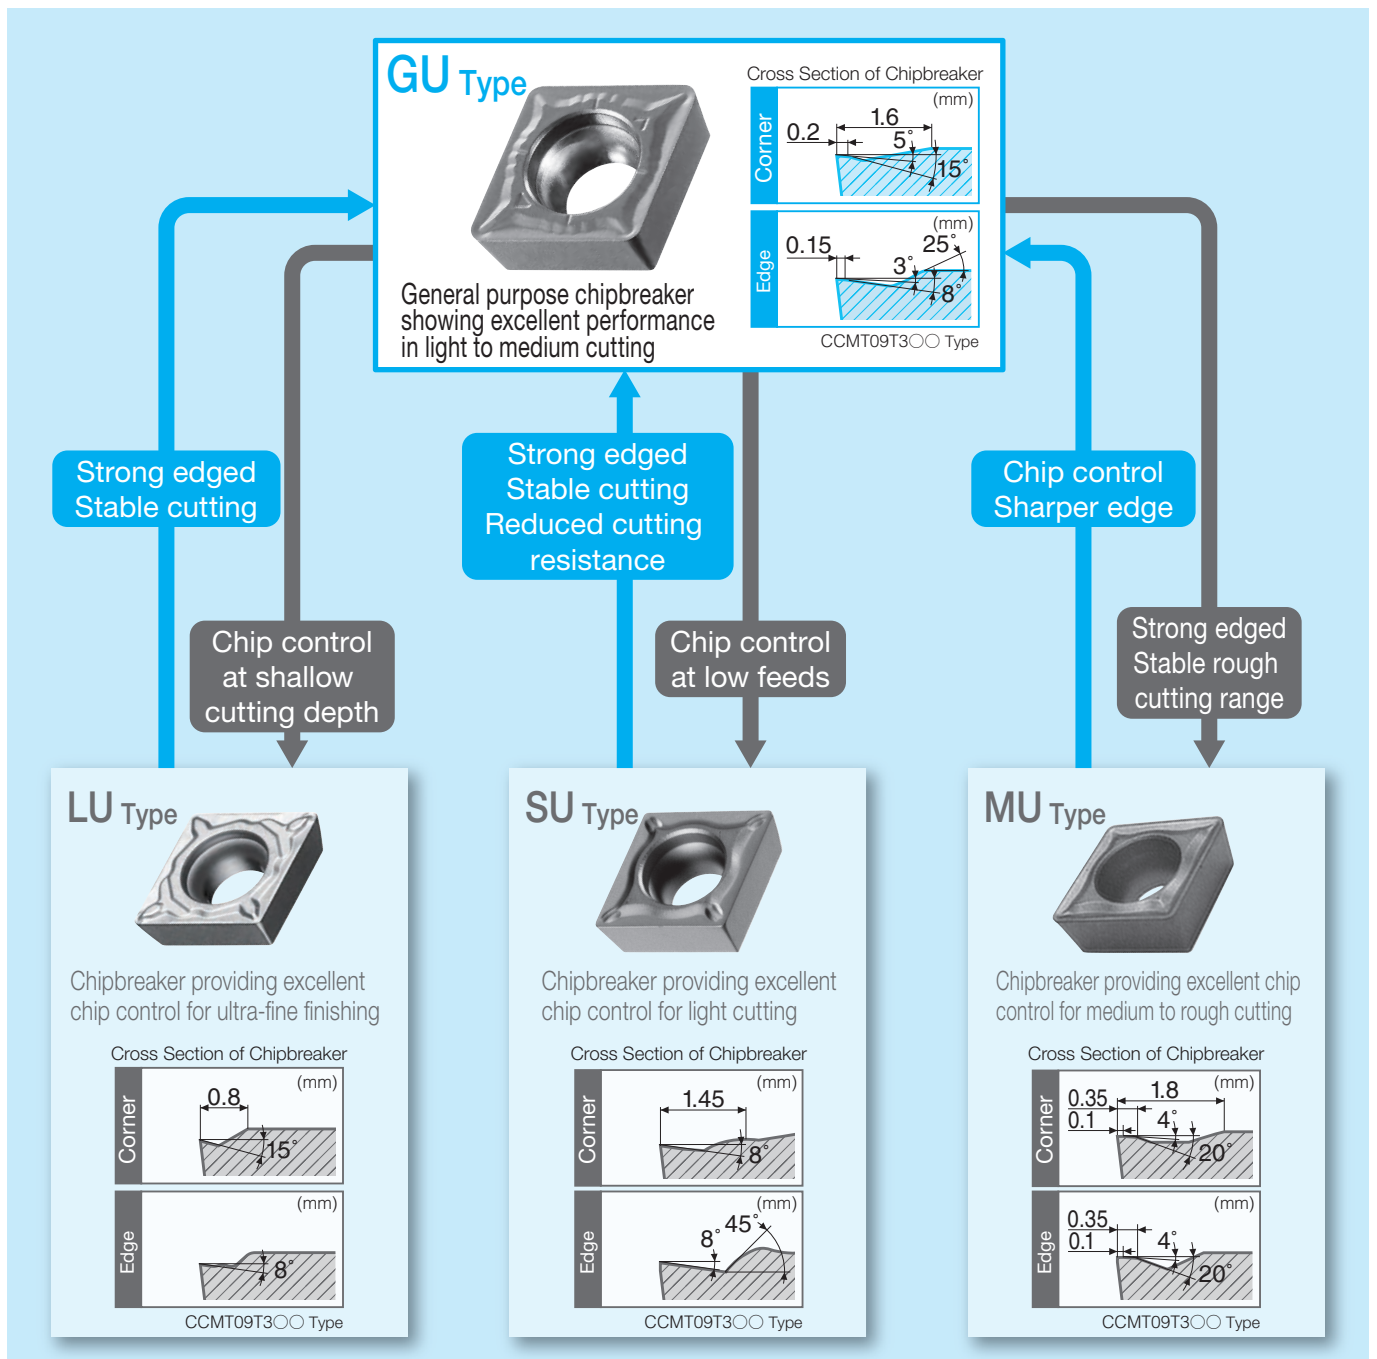 GU Type
Cross Section of Chipbreaker
Corner
(mm)
1.6
0.2
5°
15°
Edge
(mm)
0.15
25°
3°
8°
CCMT09T3○○ Type
General purpose chipbreaker
showing excellent performance
in light to medium cutting
Strong edged
Stable cutting
Strong edged
Stable cutting
Reduced cutting
resistance
Chip control
Sharper edge
Chip control
at shallow
cutting depth
Chip control
at low feeds
Strong edged
Stable rough
cutting range
LU Type
Chipbreaker providing excellent
chip control for ultra-fine finishing
Cross Section of Chipbreaker
Corner
(mm)
0.8
15°
Edge
(mm)
8°
CCMT09T3○○ Type
SU Type
Chipbreaker providing excellent
chip control for light cutting
Cross Section of Chipbreaker
Corner
(mm)
1.45
8°
Edge
(mm)
45°
8°
CCMT09T3○○ Type
MU Type
Chipbreaker providing excellent chip
control for medium to rough cutting
Cross Section of Chipbreaker
Corner
(mm)
0.35
1.8
0.1
4°
20°
Edge
(mm)
0.35
0.1
4°
20°
CCMT09T3○○ Type